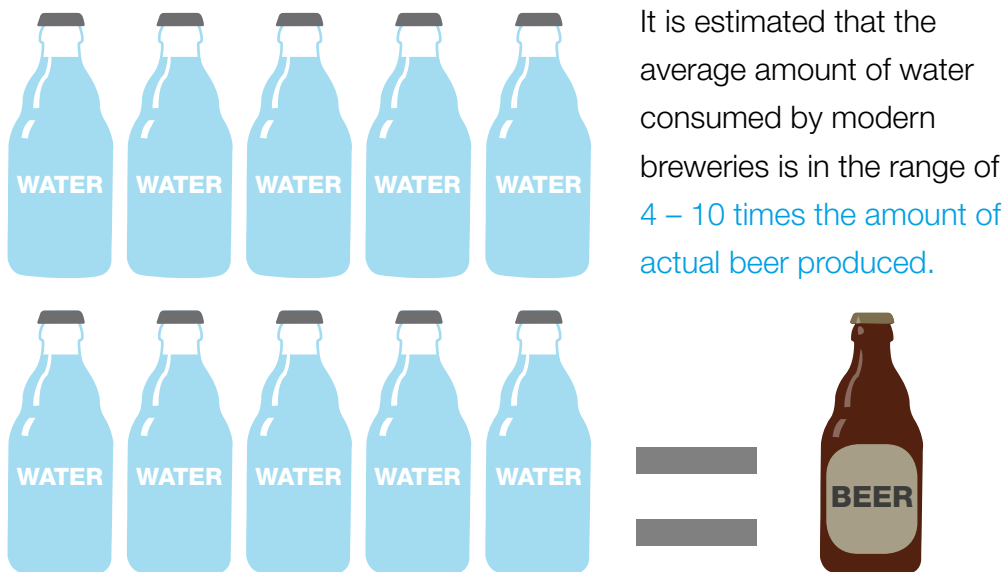 WATER WATER WATER WATER WATER
It is estimated that the
average amount of water
consumed by modern
breweries is in the range of
4 – 10 times the amount of
actual beer produced.
WATER WATER WATER WATER WATER
BEER